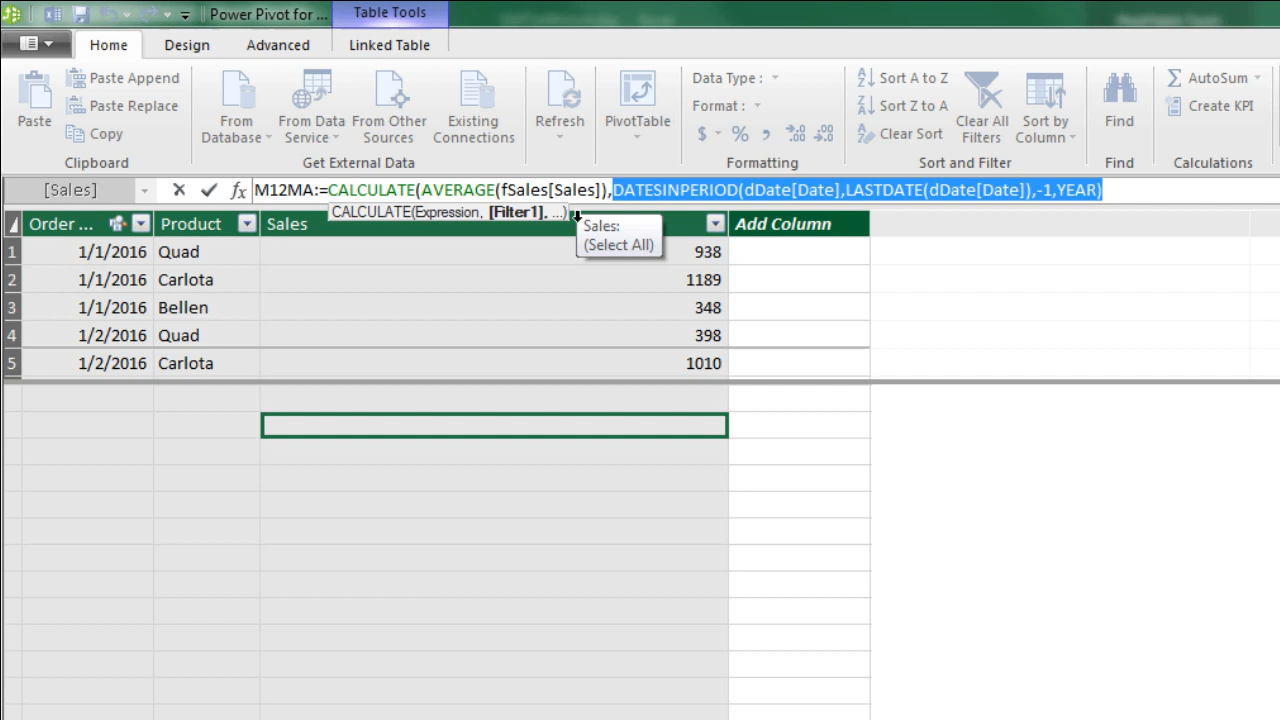 Power Pivot for ... Table Tools
Home Design Advanced Linked Table
Paste
Paste Append
Paste Replace
Copy
Clipboard
From Database
From Data Service
From Other Sources
Existing Connections
Get External Data
Refresh
PivotTable
Data Type :
Format :
$ % ,
Formatting
Sort A to Z
Sort Z to A
Clear Sort
Clear All Filters
Sort by Column
Sort and Filter
Find
Find
AutoSum
Create KPI
Calculations
[Sales] fx M12MA:=CALCULATE(AVERAGE(fSales[Sales]),DATESINPERIOD(dDate[Date],LASTDATE(dDate[Date]),-1,YEAR)
CALCULATE(Expression, [Filter1], ...)
Order ... Product Sales Add Column
Sales:
(Select All)
1 1/1/2016 Quad 938
2 1/1/2016 Carlota 1189
3 1/1/2016 Bellen 348
4 1/2/2016 Quad 398
5 1/2/2016 Carlota 1010